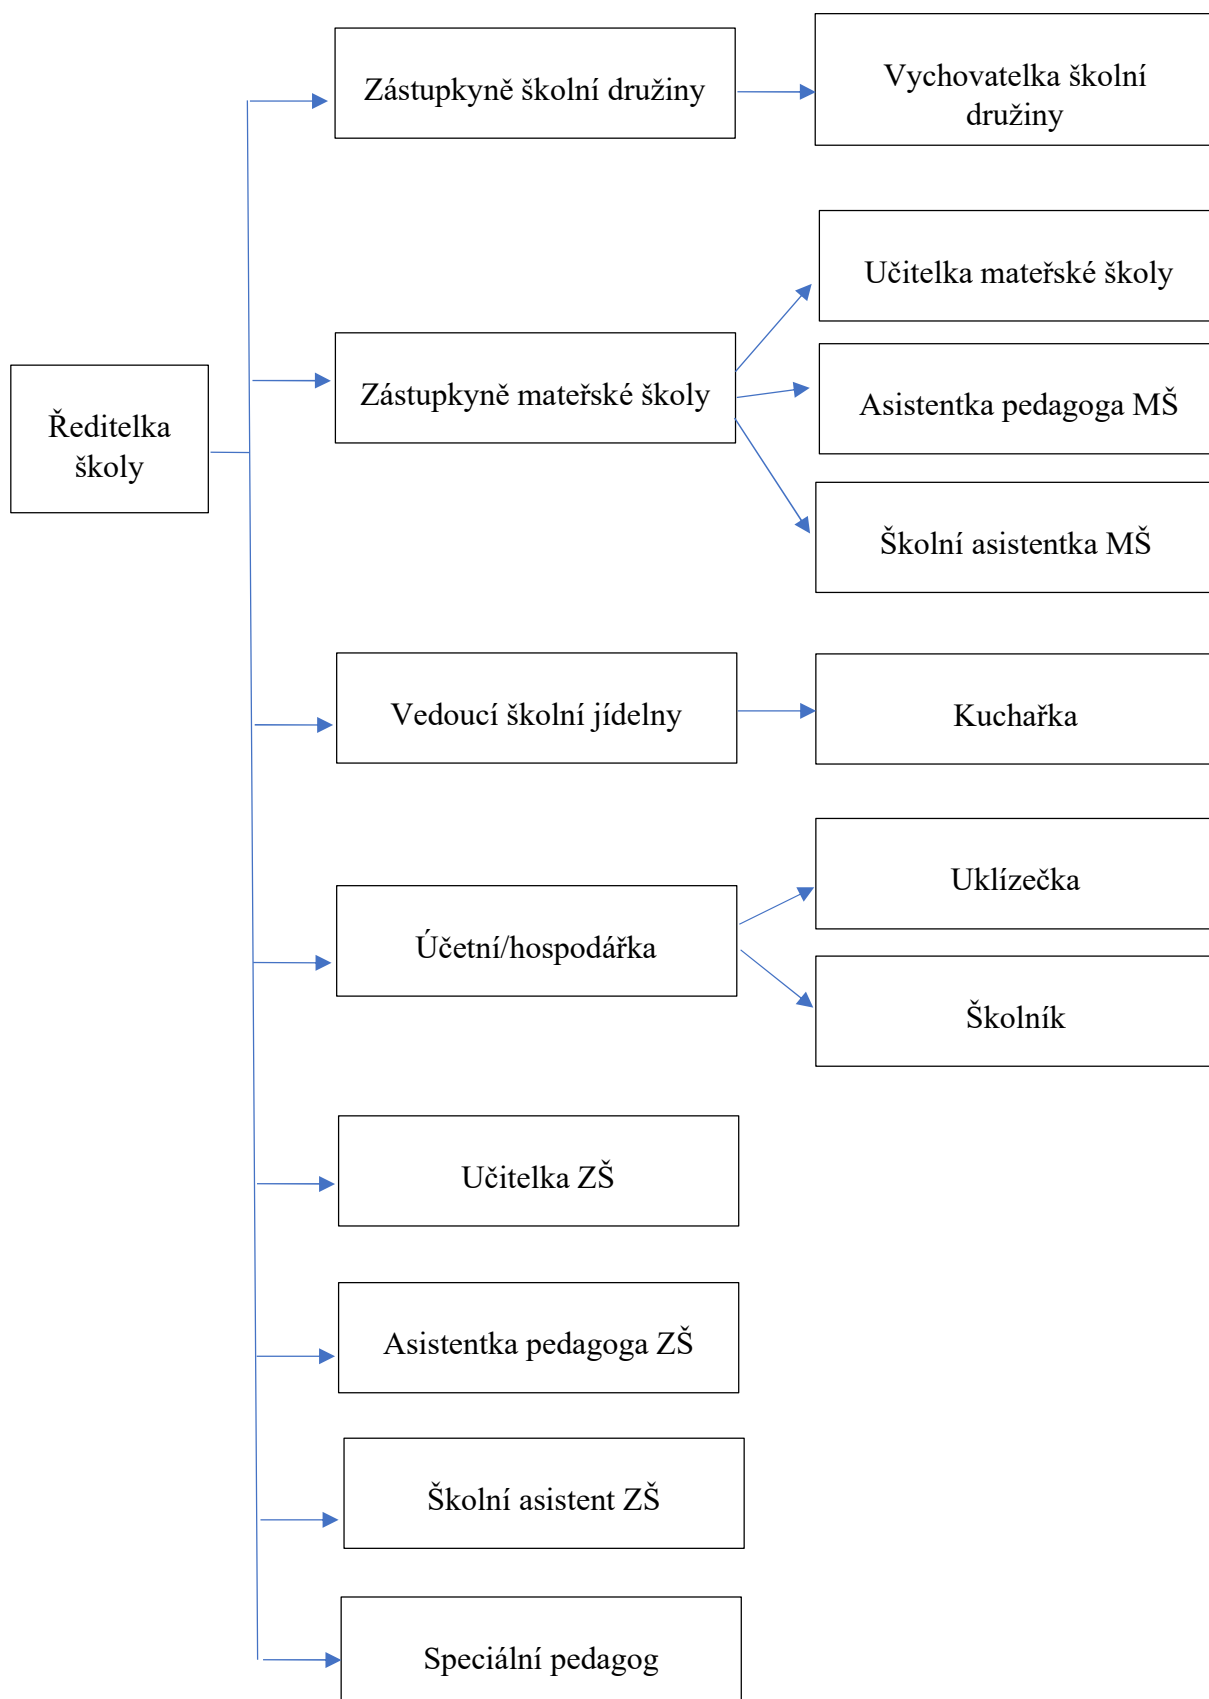 Zástupkyně školní družiny
Vychovatelka školní
družiny
Učitelka mateřské školy
Ředitelka
školy
Zástupkyně mateřské školy
Asistentka pedagoga MŠ
Školní asistentka MŠ
Vedoucí školní jídelny
Kuchařka
Účetní/hospodářka
Uklízečka
Školník
Učitelka ZŠ
Asistentka pedagoga ZŠ
Školní asistent ZŠ
Speciální pedagog